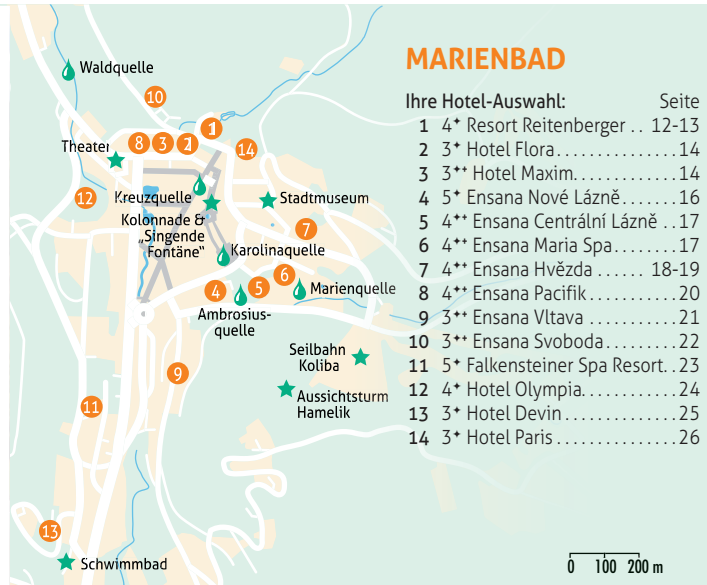 MARIENBAD
Ihre Hotel-Auswahl: Seite
1 4⁺ Resort Reitenberger .. 12-13
2 3⁺ Hotel Flora.............. 14
3 3⁺⁺ Hotel Maxim............ 14
4 5⁺ Ensana Nové Lázně...... 16
5 4⁺⁺ Ensana Centrální Lázně .. 17
6 4⁺⁺ Ensana Maria Spa....... 17
7 4⁺⁺ Ensana Hvězda ...... 18-19
8 4⁺⁺ Ensana Pacifik.......... 20
9 3⁺⁺ Ensana Vltava........... 21
10 3⁺⁺ Ensana Svoboda......... 22
11 5⁺ Falkensteiner Spa Resort.. 23
12 4⁺ Hotel Olympia........... 24
13 3⁺ Hotel Devin............. 25
14 3⁺ Hotel Paris.............. 26
Waldquelle
10
1
Theater
8
3
2
14
12
Kreuzquelle
Stadtmuseum
Kolonnade &
„Singende
Fontäne“
7
Karolinaquelle
6
4
5
Marienquelle
Ambrosius-
quelle
Seilbahn
Koliba
9
Aussichtsturm
Hamelik
11
13
Schwimmbad
0 100 200 m